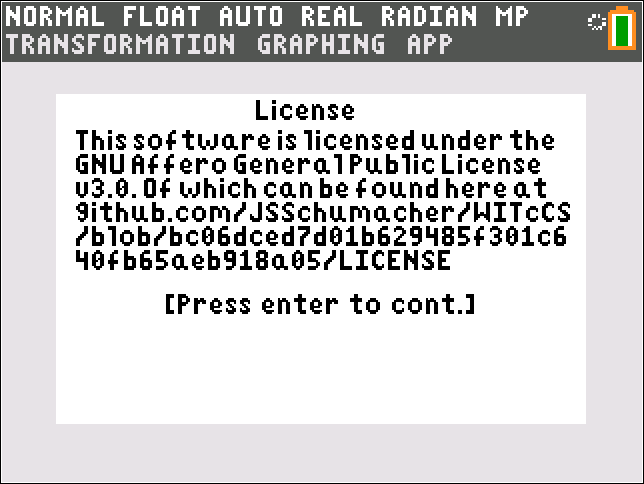 NORMAL FLOAT AUTO REAL RADIAN MP
TRANSFORMATION GRAPHING APP
License
This software is licensed under the
GNU Affero General Public License
v3.0. Of which can be found here at
github.com/JSSchumacher/WITcCS
/blob/bc06dced7d01b629485f301c6
40fb65aeb918a05/LICENSE
[Press enter to cont.]